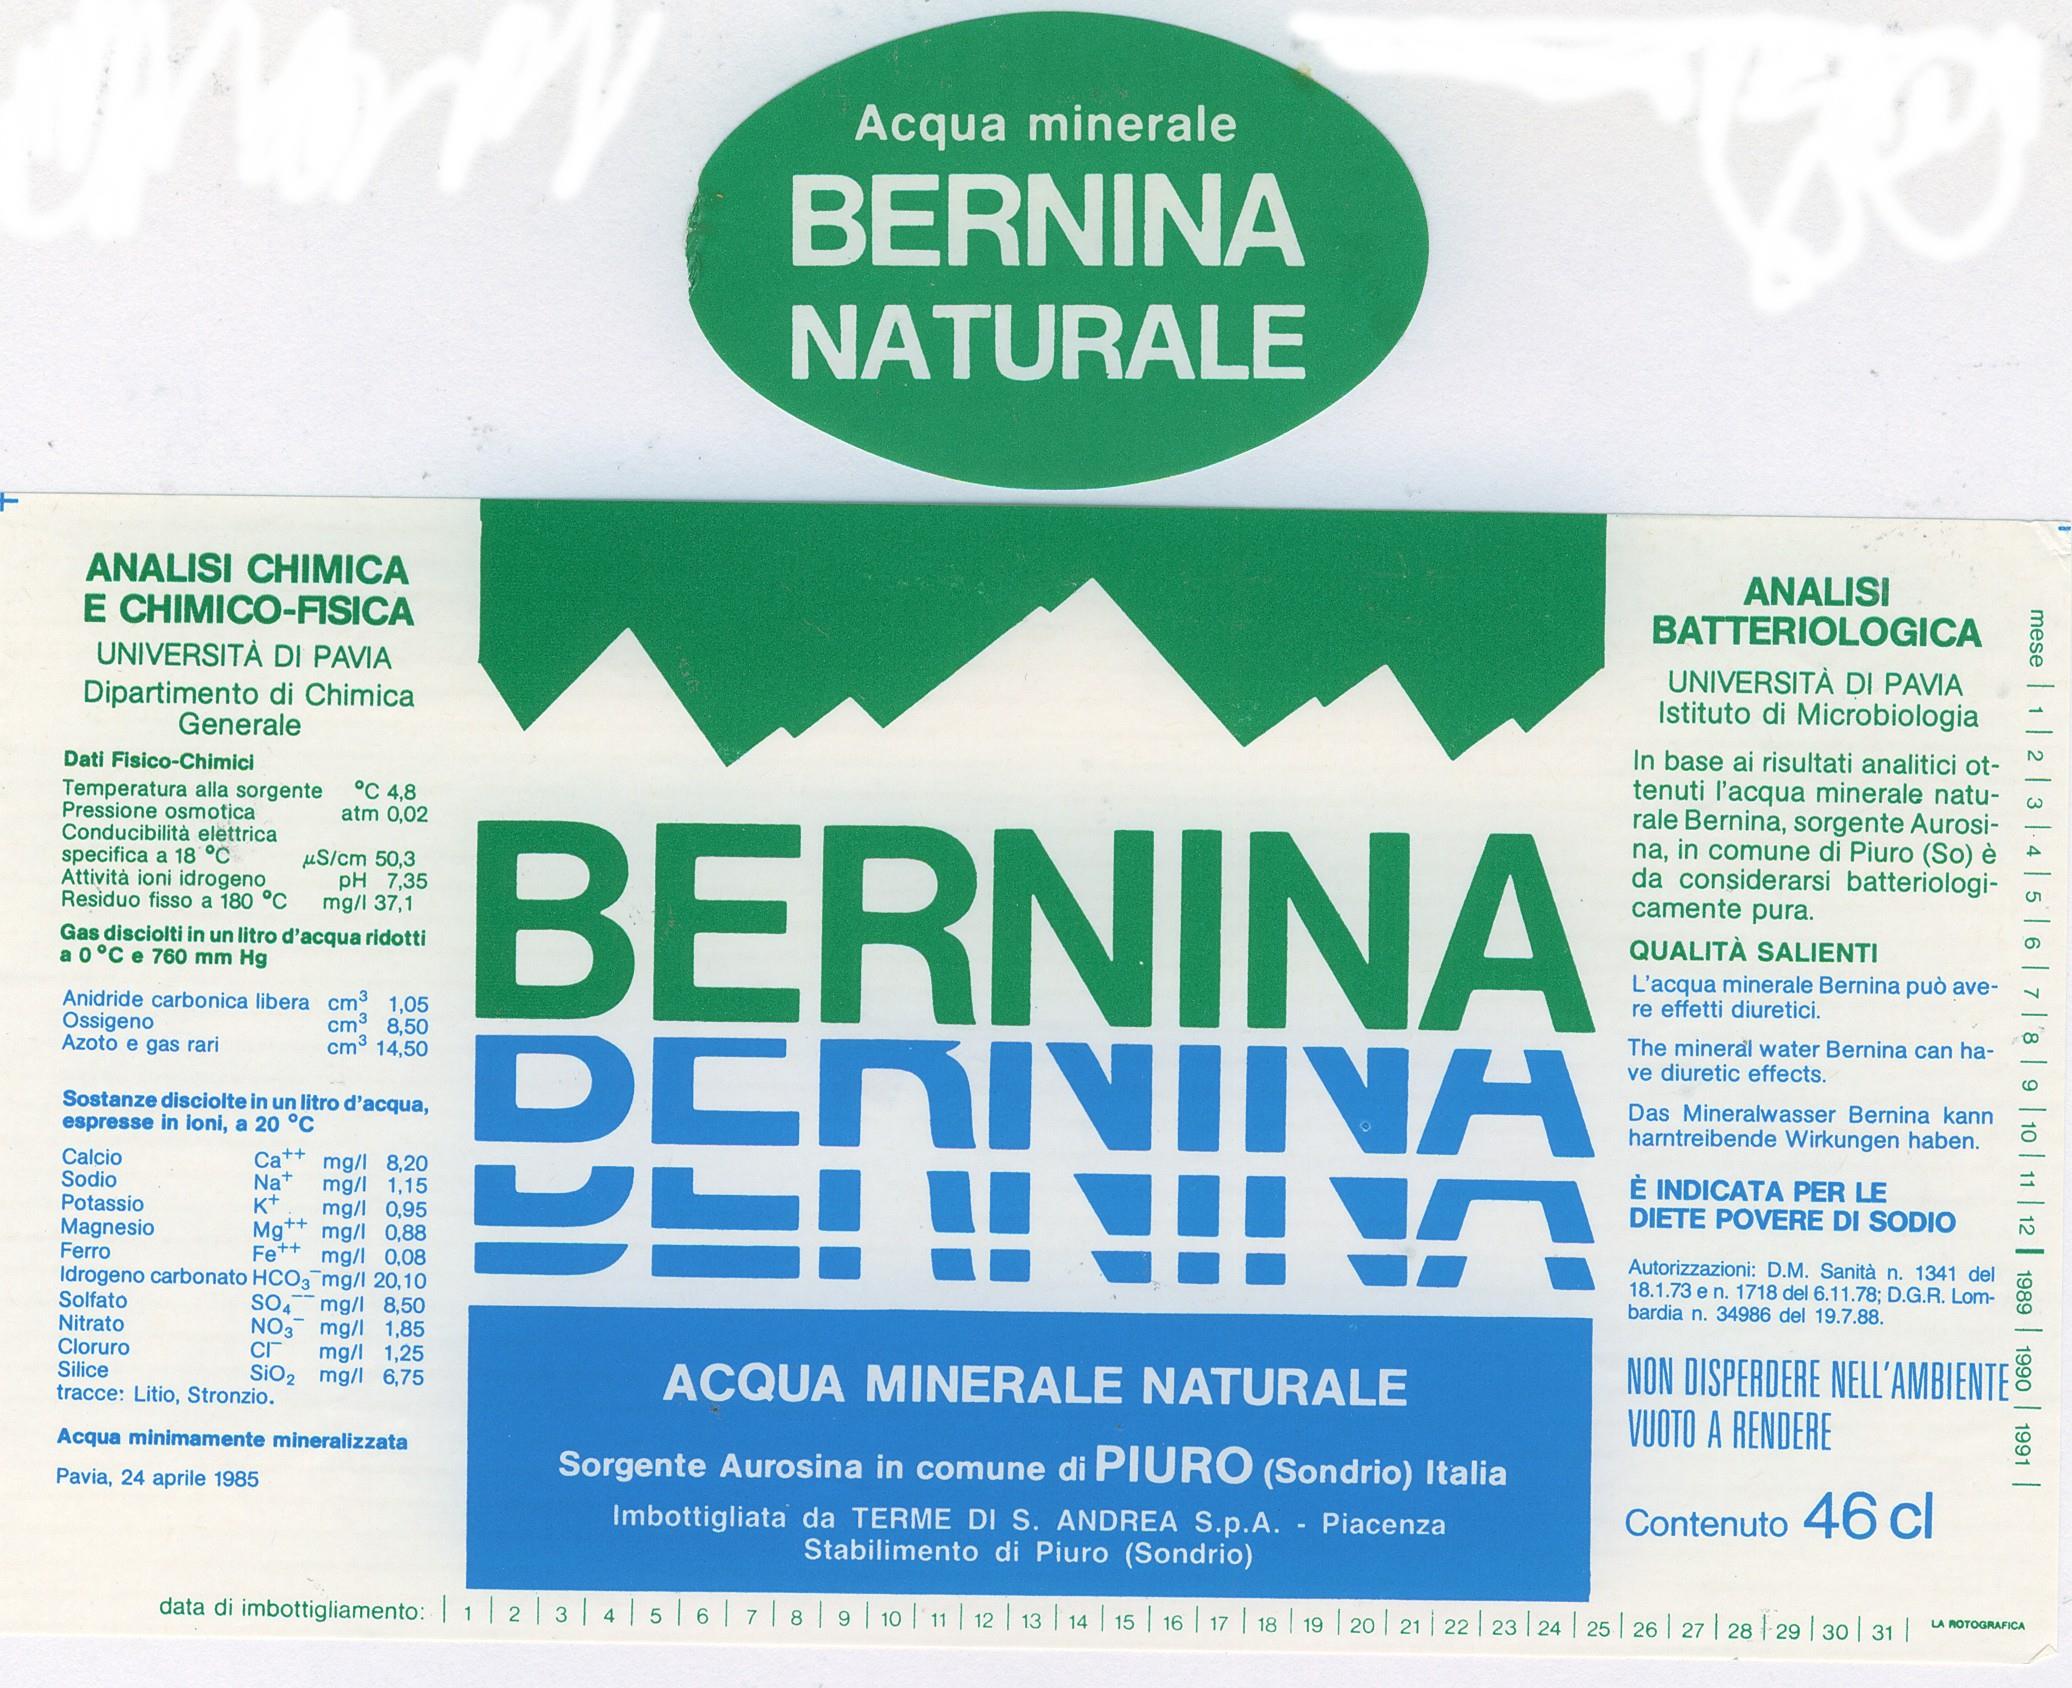 Acqua minerale
BERNINA
NATURALE
ANALISI CHIMICA
E CHIMICO-FISICA
UNIVERSITÀ DI PAVIA
Dipartimento di Chimica
Generale
Dati Fisico-Chimici
Temperatura alla sorgente °C 4,8
Pressione osmotica atm 0,02
Conducibilità elettrica
specifica a 18 °C µS/cm 50,3
Attività ioni idrogeno pH 7,35
Residuo fisso a 180 °C mg/l 37,1
Gas disciolti in un litro d'acqua ridotti
a 0 °C e 760 mm Hg
Anidride carbonica libera cm³ 1,05
Ossigeno cm³ 8,50
Azoto e gas rari cm³ 14,50
Sostanze disciolte in un litro d'acqua,
espresse in ioni, a 20 °C
Calcio Ca⁺⁺ mg/l 8,20
Sodio Na⁺ mg/l 1,15
Potassio K⁺ mg/l 0,95
Magnesio Mg⁺⁺ mg/l 0,88
Ferro Fe⁺⁺ mg/l 0,08
Idrogeno carbonato HCO₃⁻ mg/l 20,10
Solfato SO₄⁻⁻ mg/l 8,50
Nitrato NO₃⁻ mg/l 1,85
Cloruro Cl⁻ mg/l 1,25
Silice SiO₂ mg/l 6,75
tracce: Litio, Stronzio.
Acqua minimamente mineralizzata
Pavia, 24 aprile 1985
BERNINA
BERNINA
BERNINA
BERNINA
ACQUA MINERALE NATURALE
Sorgente Aurosina in comune di PIURO (Sondrio) Italia
Imbottigliata da TERME DI S. ANDREA S.p.A. - Piacenza
Stabilimento di Piuro (Sondrio)
ANALISI
BATTERIOLOGICA
UNIVERSITÀ DI PAVIA
Istituto di Microbiologia
In base ai risultati analitici ot-
tenuti l'acqua minerale natu-
rale Bernina, sorgente Aurosi-
na, in comune di Piuro (So) è
da considerarsi batteriologi-
camente pura.
QUALITÀ SALIENTI
L'acqua minerale Bernina può ave-
re effetti diuretici.
The mineral water Bernina can ha-
ve diuretic effects.
Das Mineralwasser Bernina kann
harntreibende Wirkungen haben.
È INDICATA PER LE
DIETE POVERE DI SODIO
Autorizzazioni: D.M. Sanità n. 1341 del
18.1.73 e n. 1718 del 6.11.78; D.G.R. Lom-
bardia n. 34986 del 19.7.88.
NON DISPERDERE NELL'AMBIENTE
VUOTO A RENDERE
Contenuto 46 cl
mese | 1 | 2 | 3 | 4 | 5 | 6 | 7 | 8 | 9 | 10 | 11 | 12 | 1989 | 1990 | 1991 |
data di imbottigliamento: | 1 | 2 | 3 | 4 | 5 | 6 | 7 | 8 | 9 | 10 | 11 | 12 | 13 | 14 | 15 | 16 | 17 | 18 | 19 | 20 | 21 | 22 | 23 | 24 | 25 | 26 | 27 | 28 | 29 | 30 | 31 |
LA ROTOGRAFICA